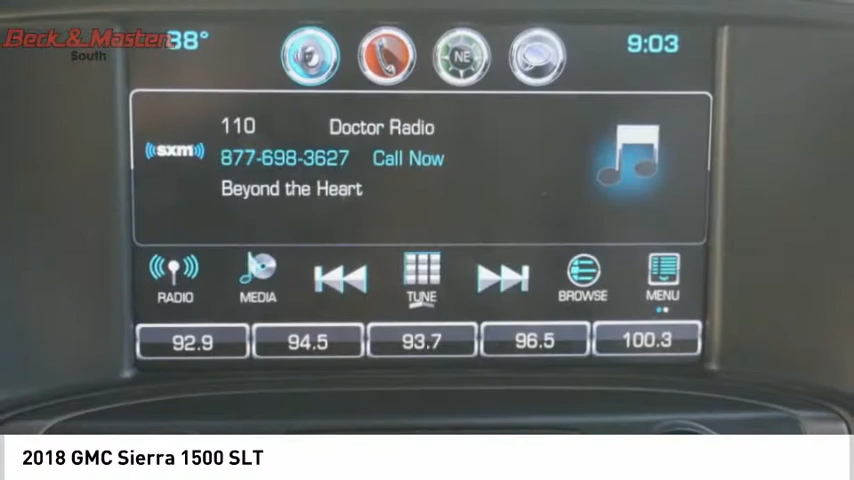 Beck & Masten
South
38°
NE
9:03
110 Doctor Radio
sxm 877-698-3627 Call Now
Beyond the Heart
RADIO MEDIA TUNE BROWSE MENU
92.9 94.5 93.7 96.5 100.3
2018 GMC Sierra 1500 SLT